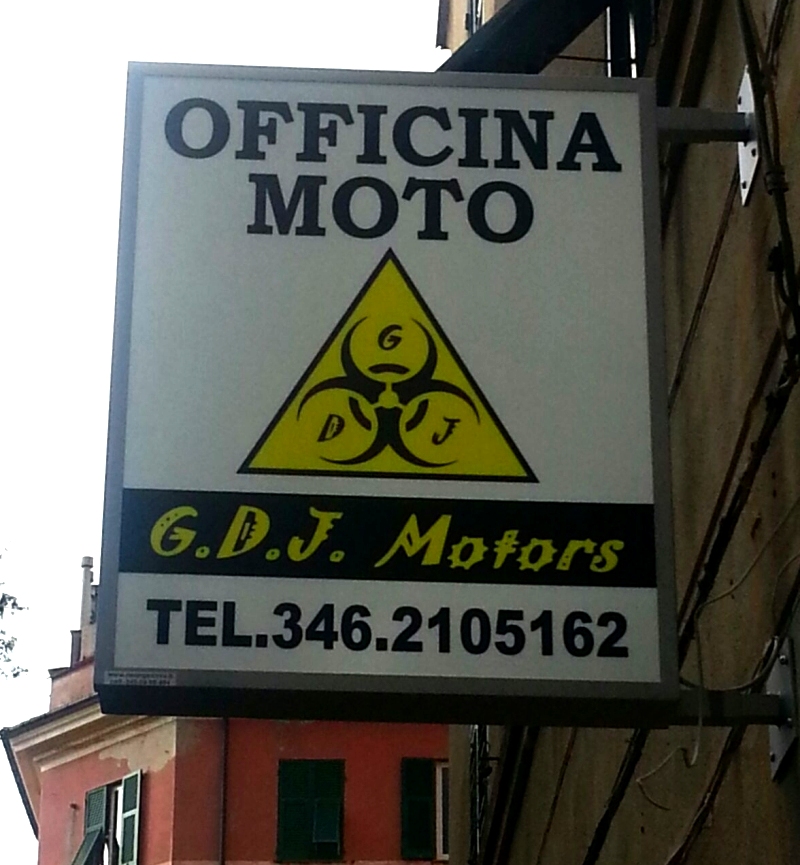 OFFICINA
MOTO
G
D J
G.D.J. Motors
TEL.346.2105162